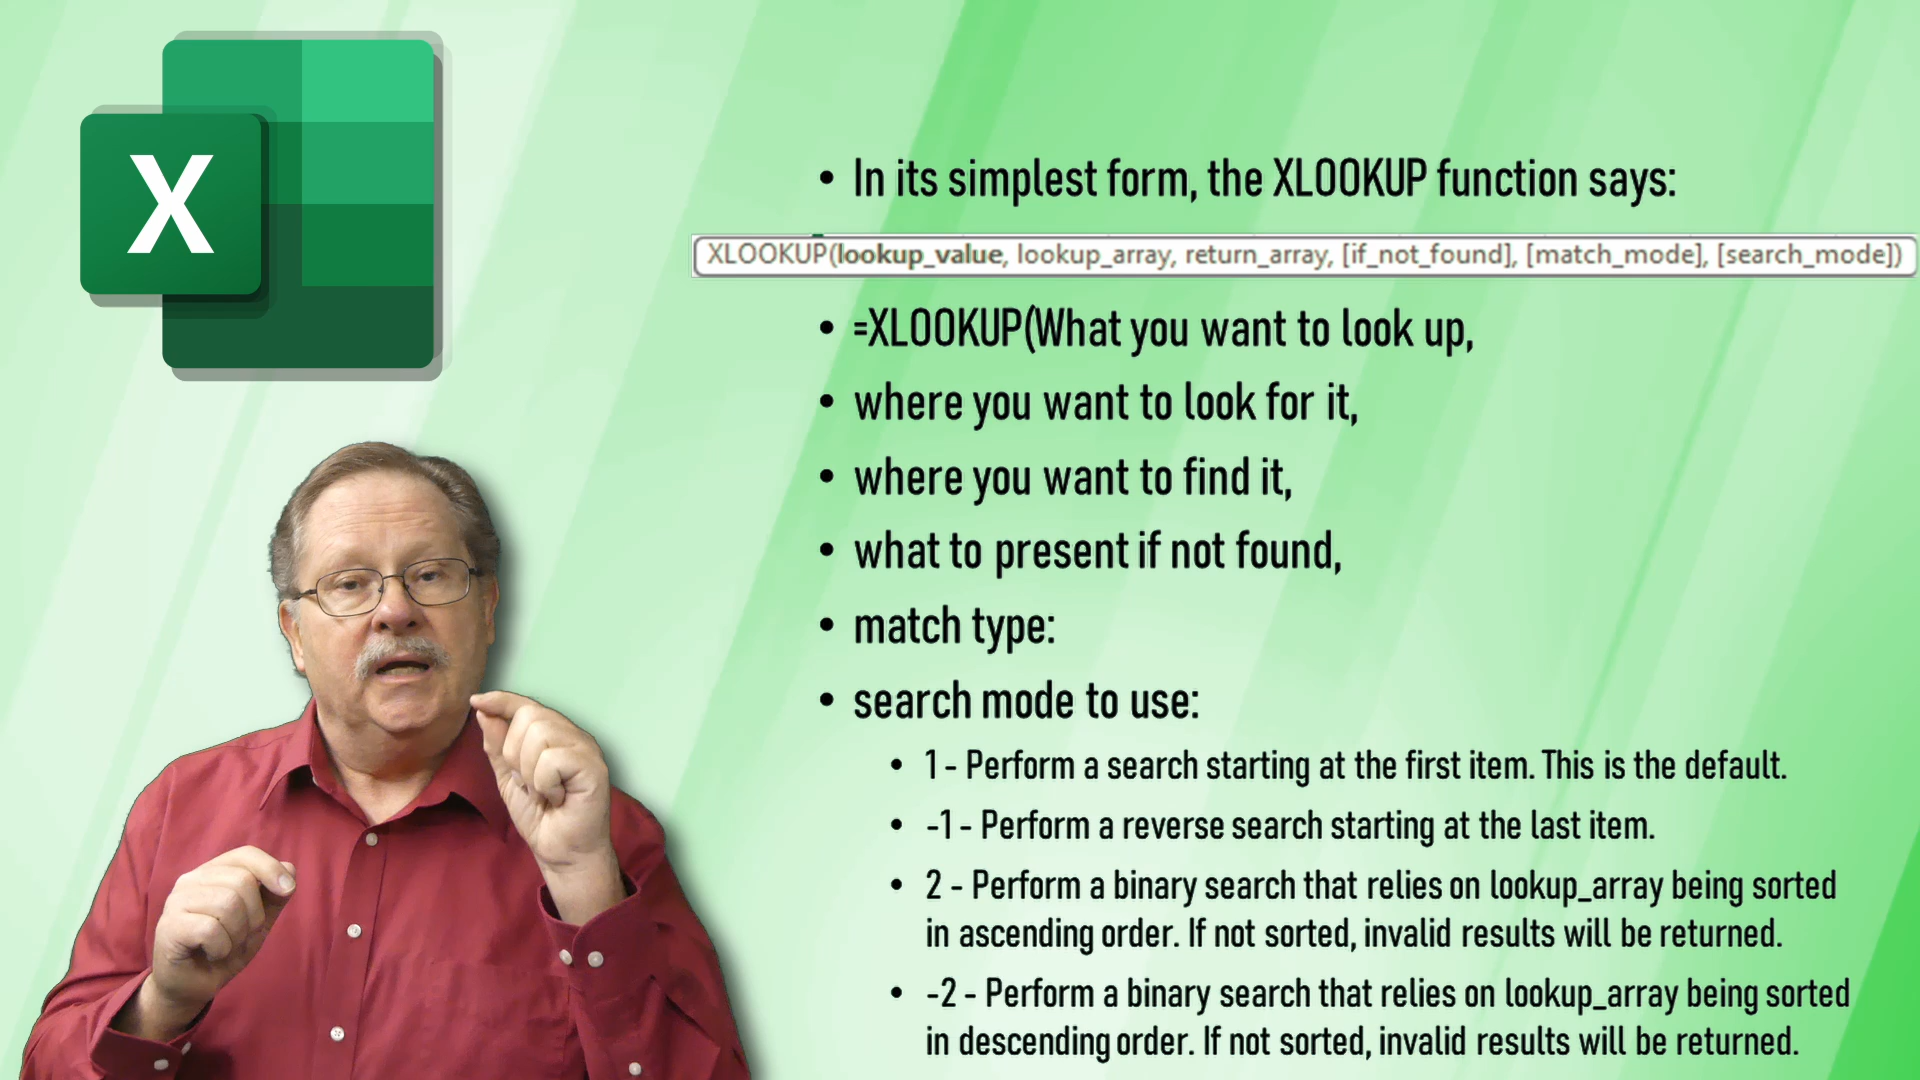 X
• In its simplest form, the XLOOKUP function says:
XLOOKUP(lookup_value, lookup_array, return_array, [if_not_found], [match_mode], [search_mode])
• =XLOOKUP(What you want to look up,
• where you want to look for it,
• where you want to find it,
• what to present if not found,
• match type:
• search mode to use:
• 1 - Perform a search starting at the first item. This is the default.
• -1 - Perform a reverse search starting at the last item.
• 2 - Perform a binary search that relies on lookup_array being sorted
in ascending order. If not sorted, invalid results will be returned.
• -2 - Perform a binary search that relies on lookup_array being sorted
in descending order. If not sorted, invalid results will be returned.